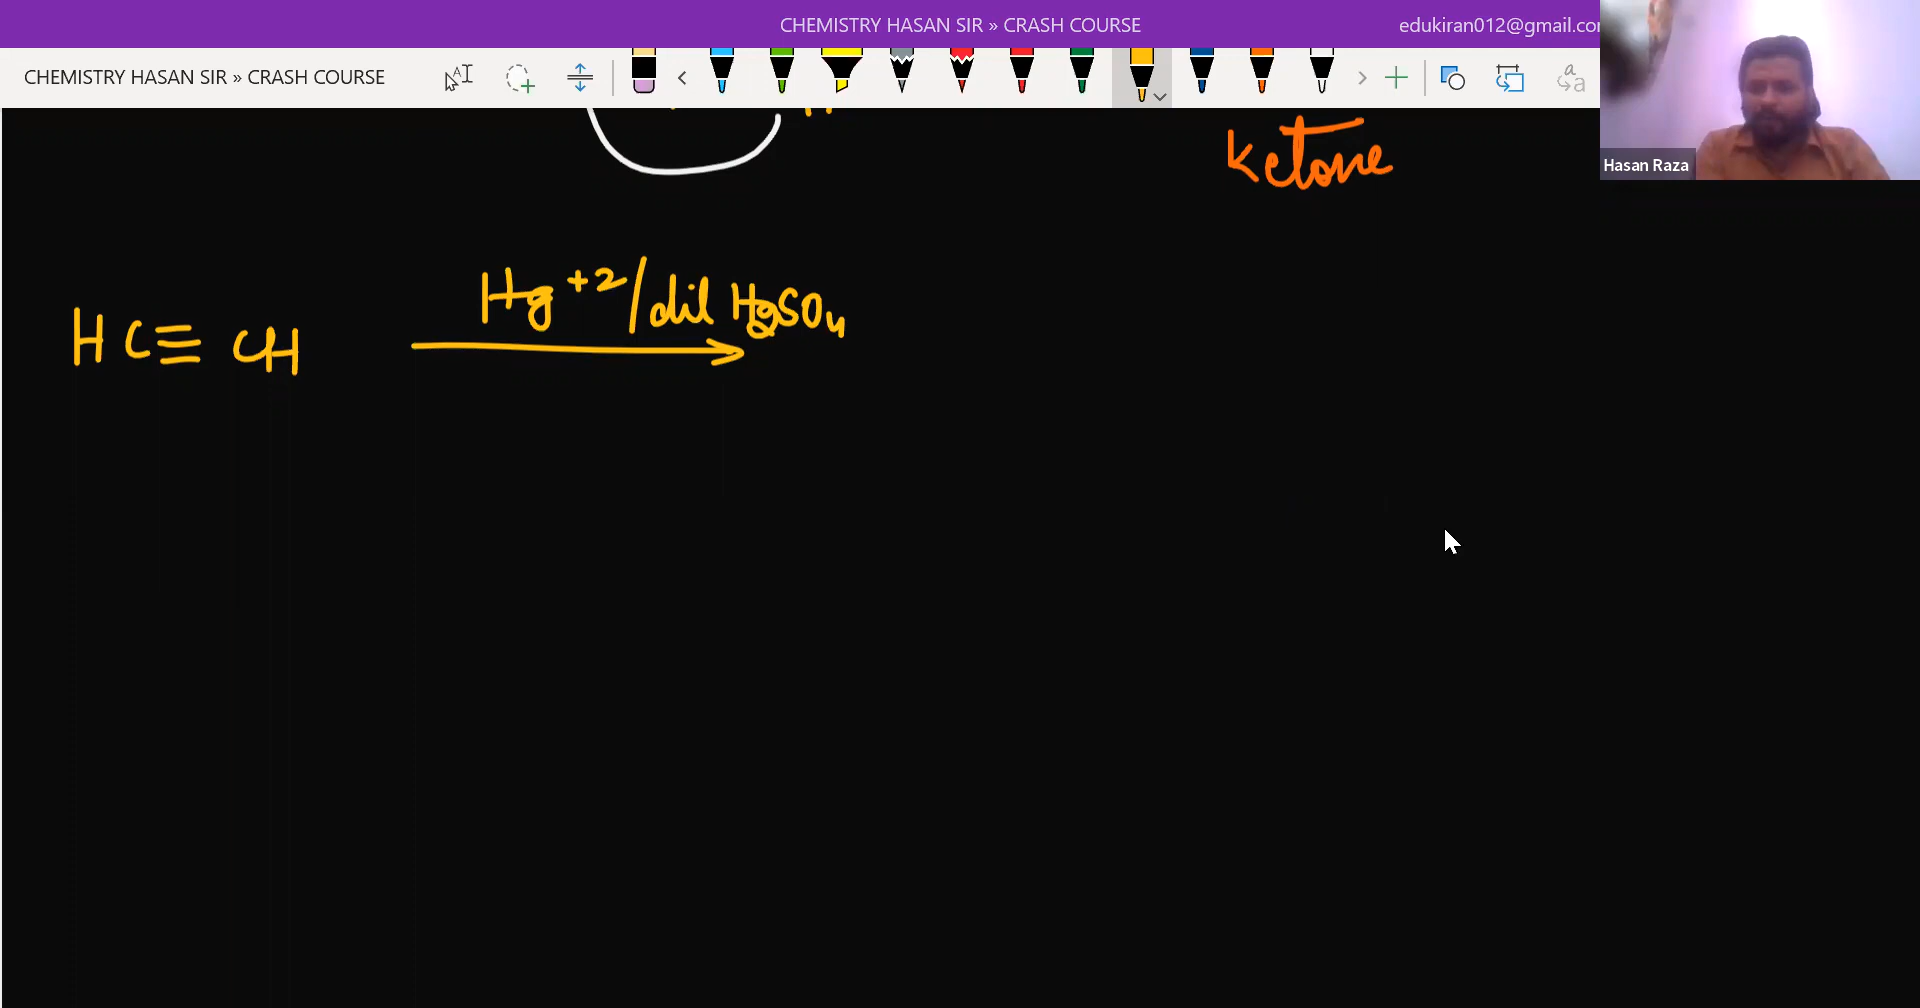 CHEMISTRY HASAN SIR » CRASH COURSE
edukiran012@gmail.co
CHEMISTRY HASAN SIR » CRASH COURSE
Hasan Raza
Ketone
Hg+2/dil H2SO4
HC≡CH